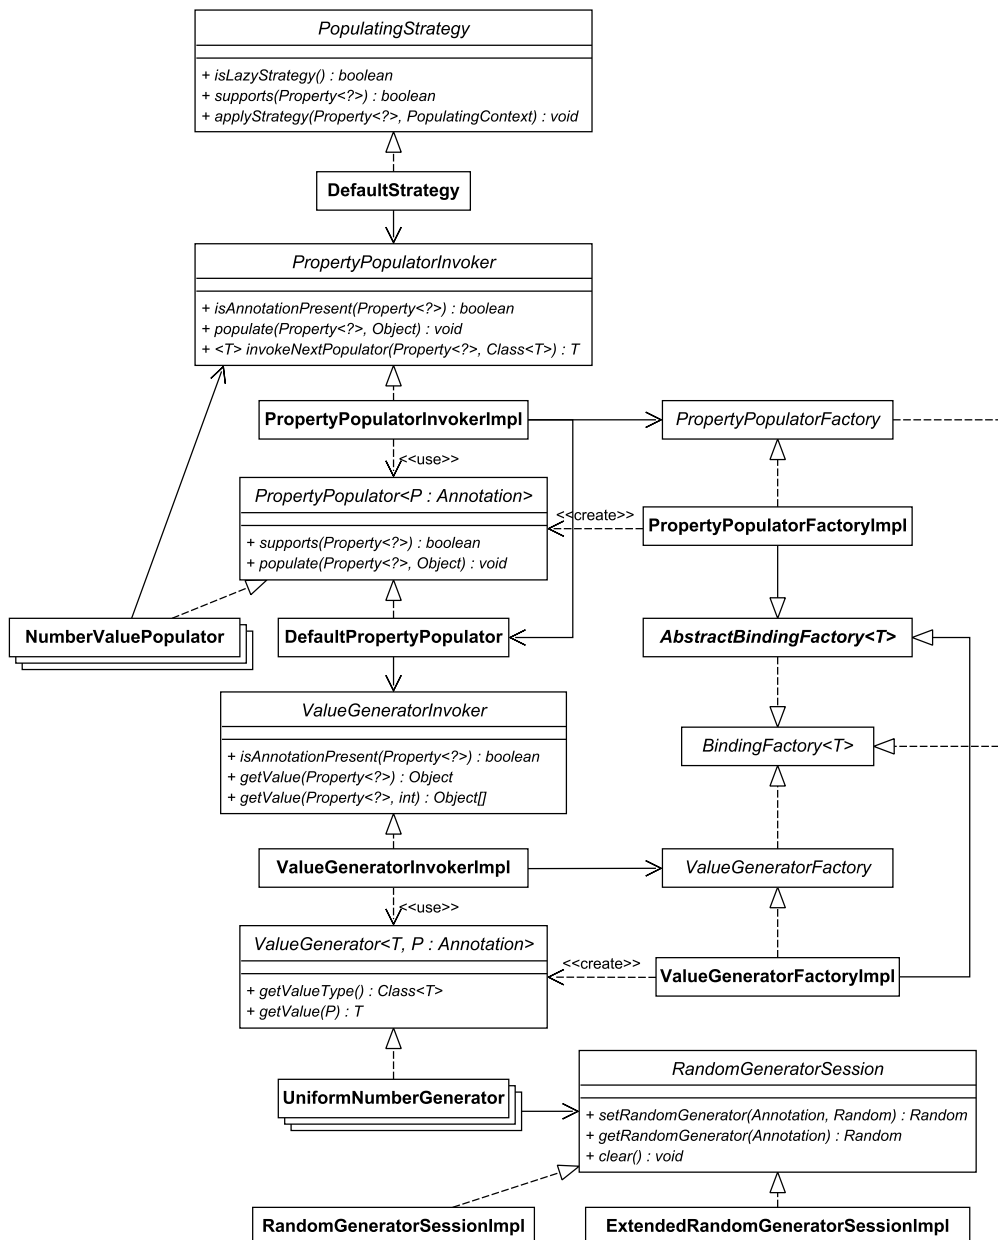 PopulatingStrategy
+ isLazyStrategy() : boolean
+ supports(Property<?>) : boolean
+ applyStrategy(Property<?>, PopulatingContext) : void
DefaultStrategy
PropertyPopulatorInvoker
+ isAnnotationPresent(Property<?>) : boolean
+ populate(Property<?>, Object) : void
+ <T> invokeNextPopulator(Property<?>, Class<T>) : T
PropertyPopulatorInvokerImpl
PropertyPopulatorFactory
<<use>>
PropertyPopulator<P : Annotation>
+ supports(Property<?>) : boolean
+ populate(Property<?>, Object) : void
<<create>>
PropertyPopulatorFactoryImpl
NumberValuePopulator
DefaultPropertyPopulator
AbstractBindingFactory<T>
ValueGeneratorInvoker
+ isAnnotationPresent(Property<?>) : boolean
+ getValue(Property<?>) : Object
+ getValue(Property<?>, int) : Object[]
BindingFactory<T>
ValueGeneratorInvokerImpl
ValueGeneratorFactory
<<use>>
ValueGenerator<T, P : Annotation>
+ getValueType() : Class<T>
+ getValue(P) : T
<<create>>
ValueGeneratorFactoryImpl
UniformNumberGenerator
RandomGeneratorSession
+ setRandomGenerator(Annotation, Random) : Random
+ getRandomGenerator(Annotation) : Random
+ clear() : void
RandomGeneratorSessionImpl
ExtendedRandomGeneratorSessionImpl